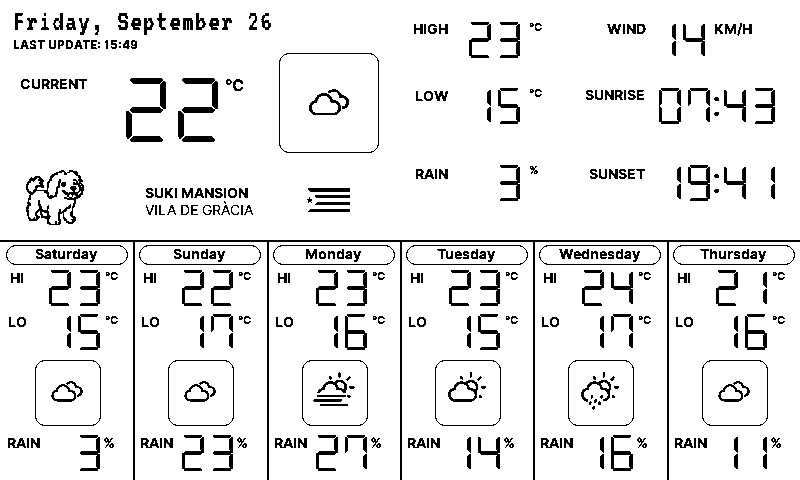 Friday, September 26
LAST UPDATE: 15:49
CURRENT 22 °C
HIGH 23 °C
LOW 15 °C
RAIN 3 %
WIND 14 KM/H
SUNRISE 07:43
SUNSET 19:41
SUKI MANSION
VILA DE GRÀCIA
Saturday
HI 23 °C
LO 15 °C
RAIN 3 %
Sunday
HI 22 °C
LO 17 °C
RAIN 23 %
Monday
HI 23 °C
LO 16 °C
RAIN 27 %
Tuesday
HI 23 °C
LO 15 °C
RAIN 14 %
Wednesday
HI 24 °C
LO 17 °C
RAIN 16 %
Thursday
HI 21 °C
LO 16 °C
RAIN 11 %